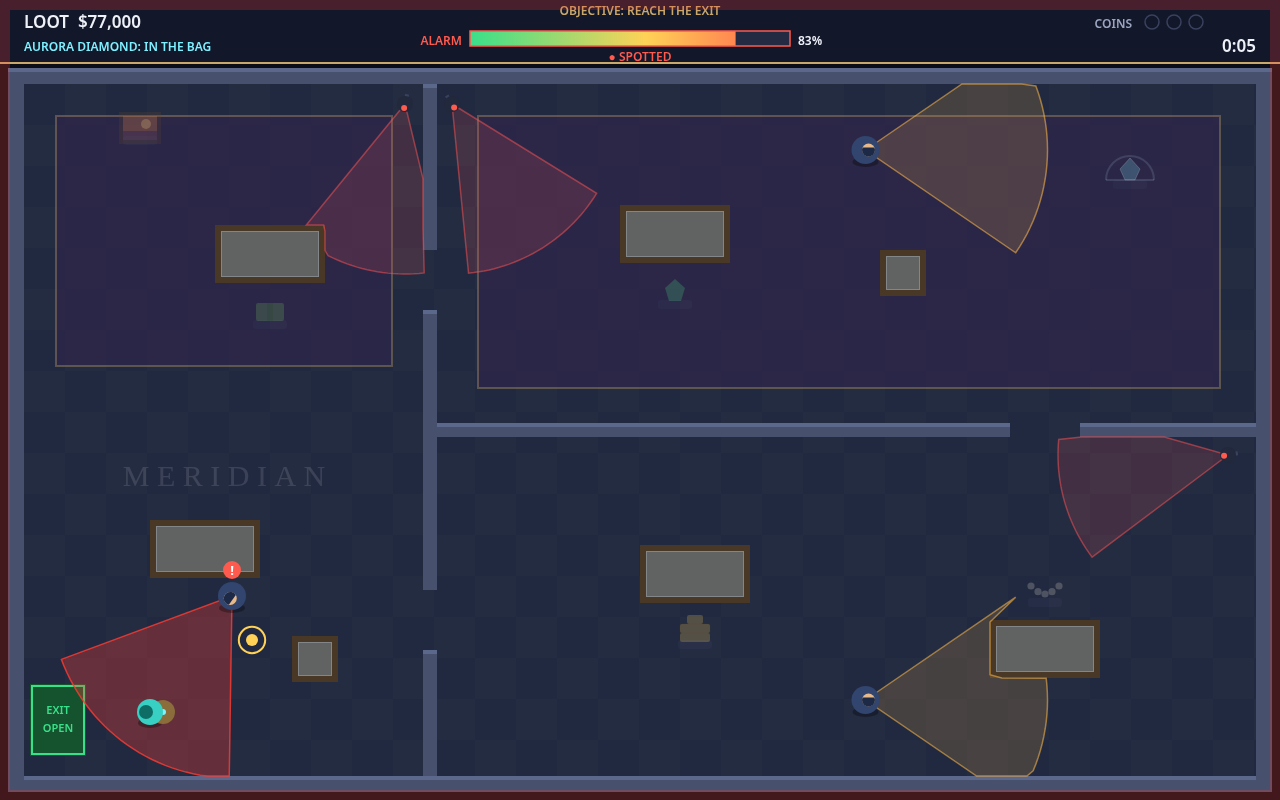 OBJECTIVE: REACH THE EXIT
LOOT $77,000
COINS
ALARM
83%
AURORA DIAMOND: IN THE BAG
0:05
● SPOTTED
MERIDIAN
!
EXIT
OPEN